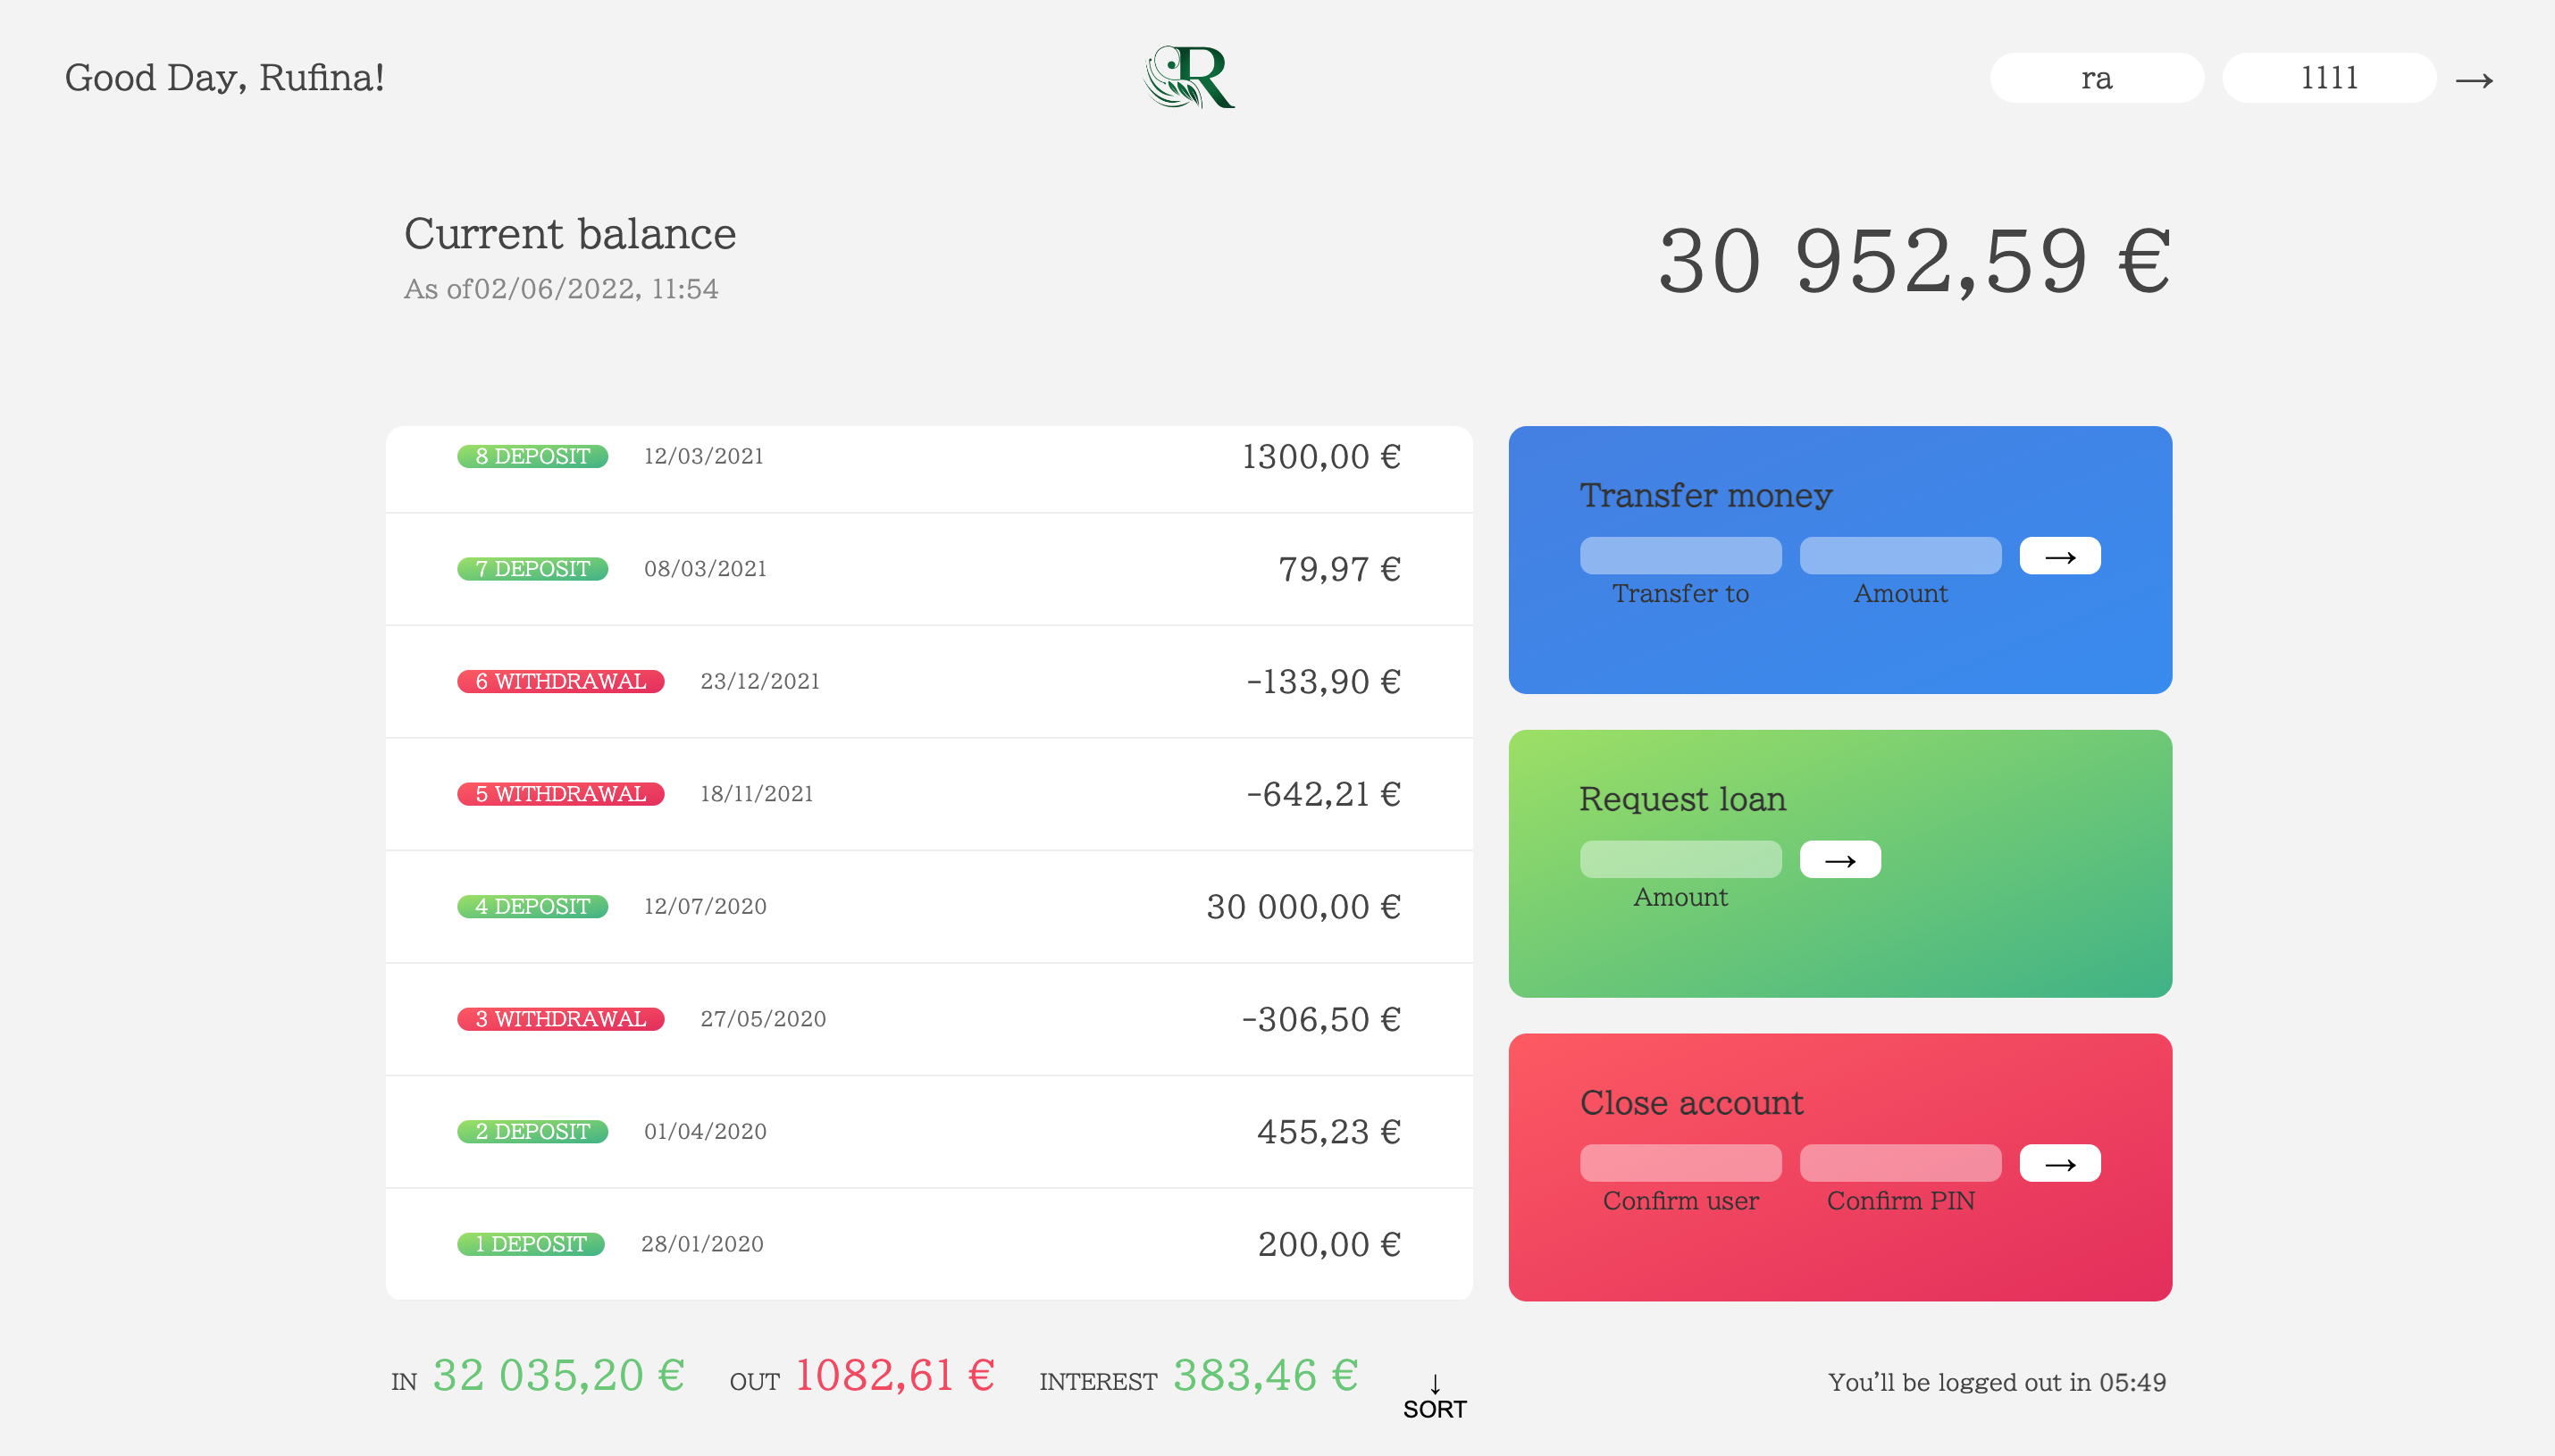 Good Day, Rufina!
R
ra
1111
→
Current balance
As of02/06/2022, 11:54
30 952,59 €
8 DEPOSIT 12/03/2021 1300,00 €
7 DEPOSIT 08/03/2021 79,97 €
6 WITHDRAWAL 23/12/2021 -133,90 €
5 WITHDRAWAL 18/11/2021 -642,21 €
4 DEPOSIT 12/07/2020 30 000,00 €
3 WITHDRAWAL 27/05/2020 -306,50 €
2 DEPOSIT 01/04/2020 455,23 €
1 DEPOSIT 28/01/2020 200,00 €
Transfer money
→
Transfer to Amount
Request loan
→
Amount
Close account
→
Confirm user Confirm PIN
IN 32 035,20 € OUT 1082,61 € INTEREST 383,46 €
↓
SORT
You’ll be logged out in 05:49